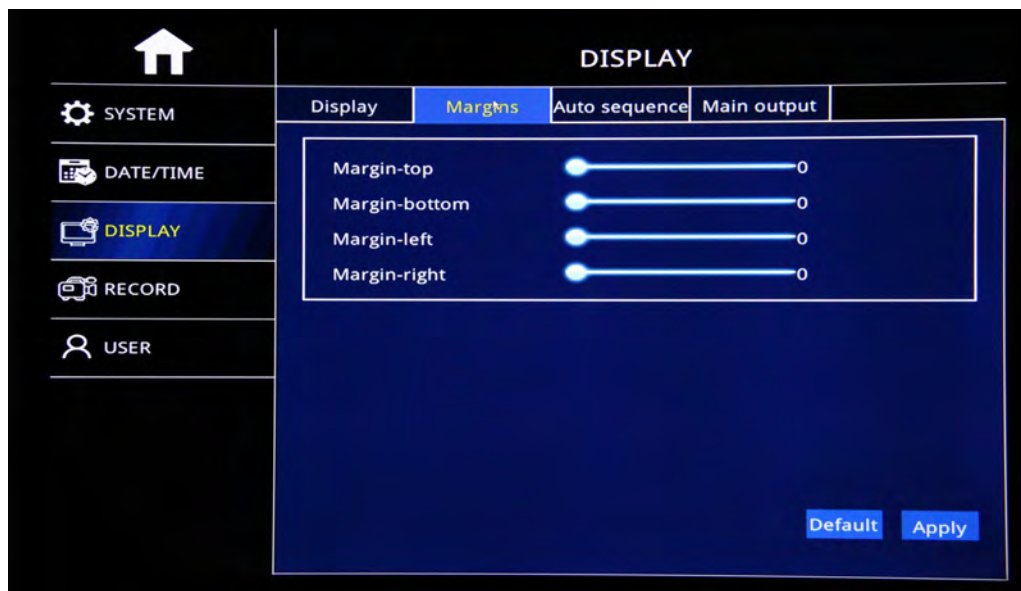 DISPLAY
SYSTEM
DATE/TIME
DISPLAY
RECORD
USER
Display Margins Auto sequence Main output
Margin-top 0
Margin-bottom 0
Margin-left 0
Margin-right 0
Default Apply